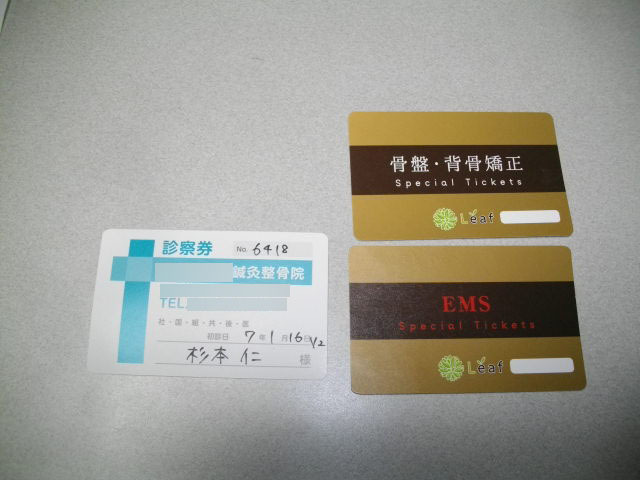 診察券 No. 6418
鍼灸整骨院
TEL.
社・国・組・共・後・医
初診日 7年1月16日 1/2
杉本 仁 様
骨盤・背骨矯正
Special Tickets
Leaf
EMS
Special Tickets
Leaf